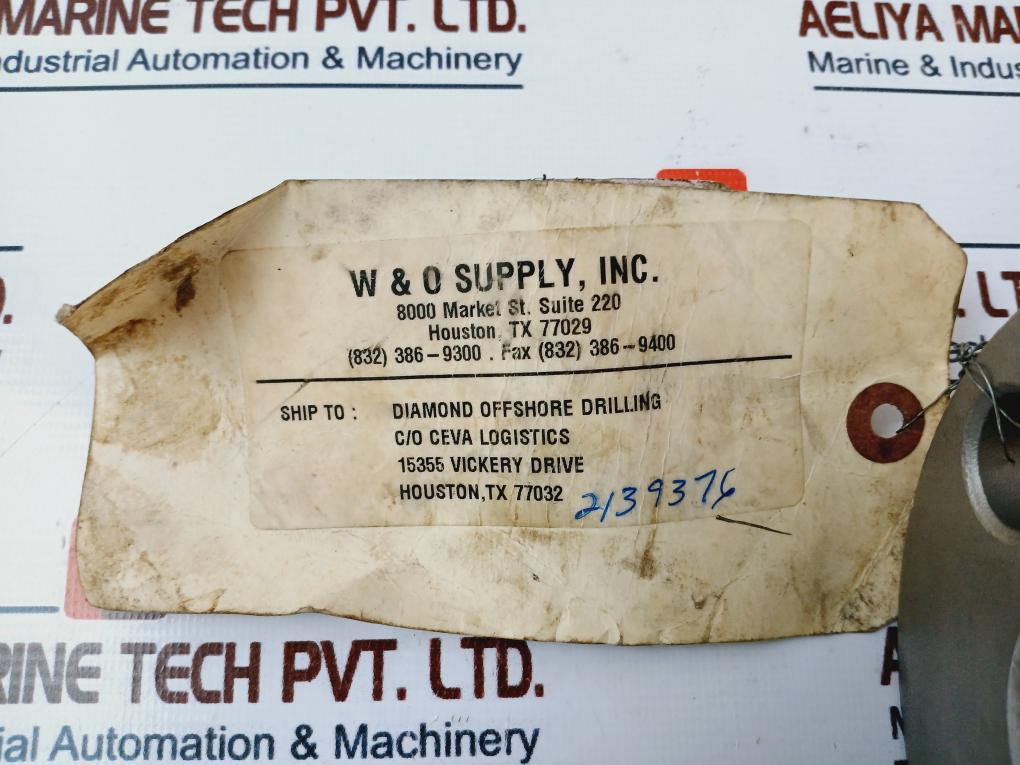 MARINE TECH PVT. LTD.
ndustrial Automation & Machinery
AELIYA MA
Marine & Indus
W & O SUPPLY, INC.
8000 Market St. Suite 220
Houston, TX 77029
(832) 386-9300 . Fax (832) 386-9400
SHIP TO : DIAMOND OFFSHORE DRILLING
C/O CEVA LOGISTICS
15355 VICKERY DRIVE
HOUSTON,TX 77032 2139376
D.
LT
RINE TECH PVT. LTD.
ial Automation & Machinery
A